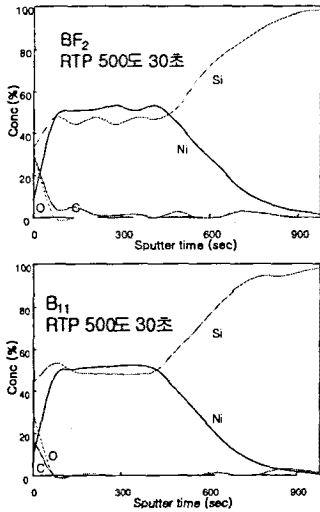 100
80
60
40
20
0
Conc (%)
BF2
RTP 500도 30초
Si
Ni
O
C
0
300
600
900
Sputter time (sec)
100
80
60
40
20
0
Conc (%)
B11
RTP 500도 30초
Si
Ni
O
C
0
300
600
900
Sputter time (sec)